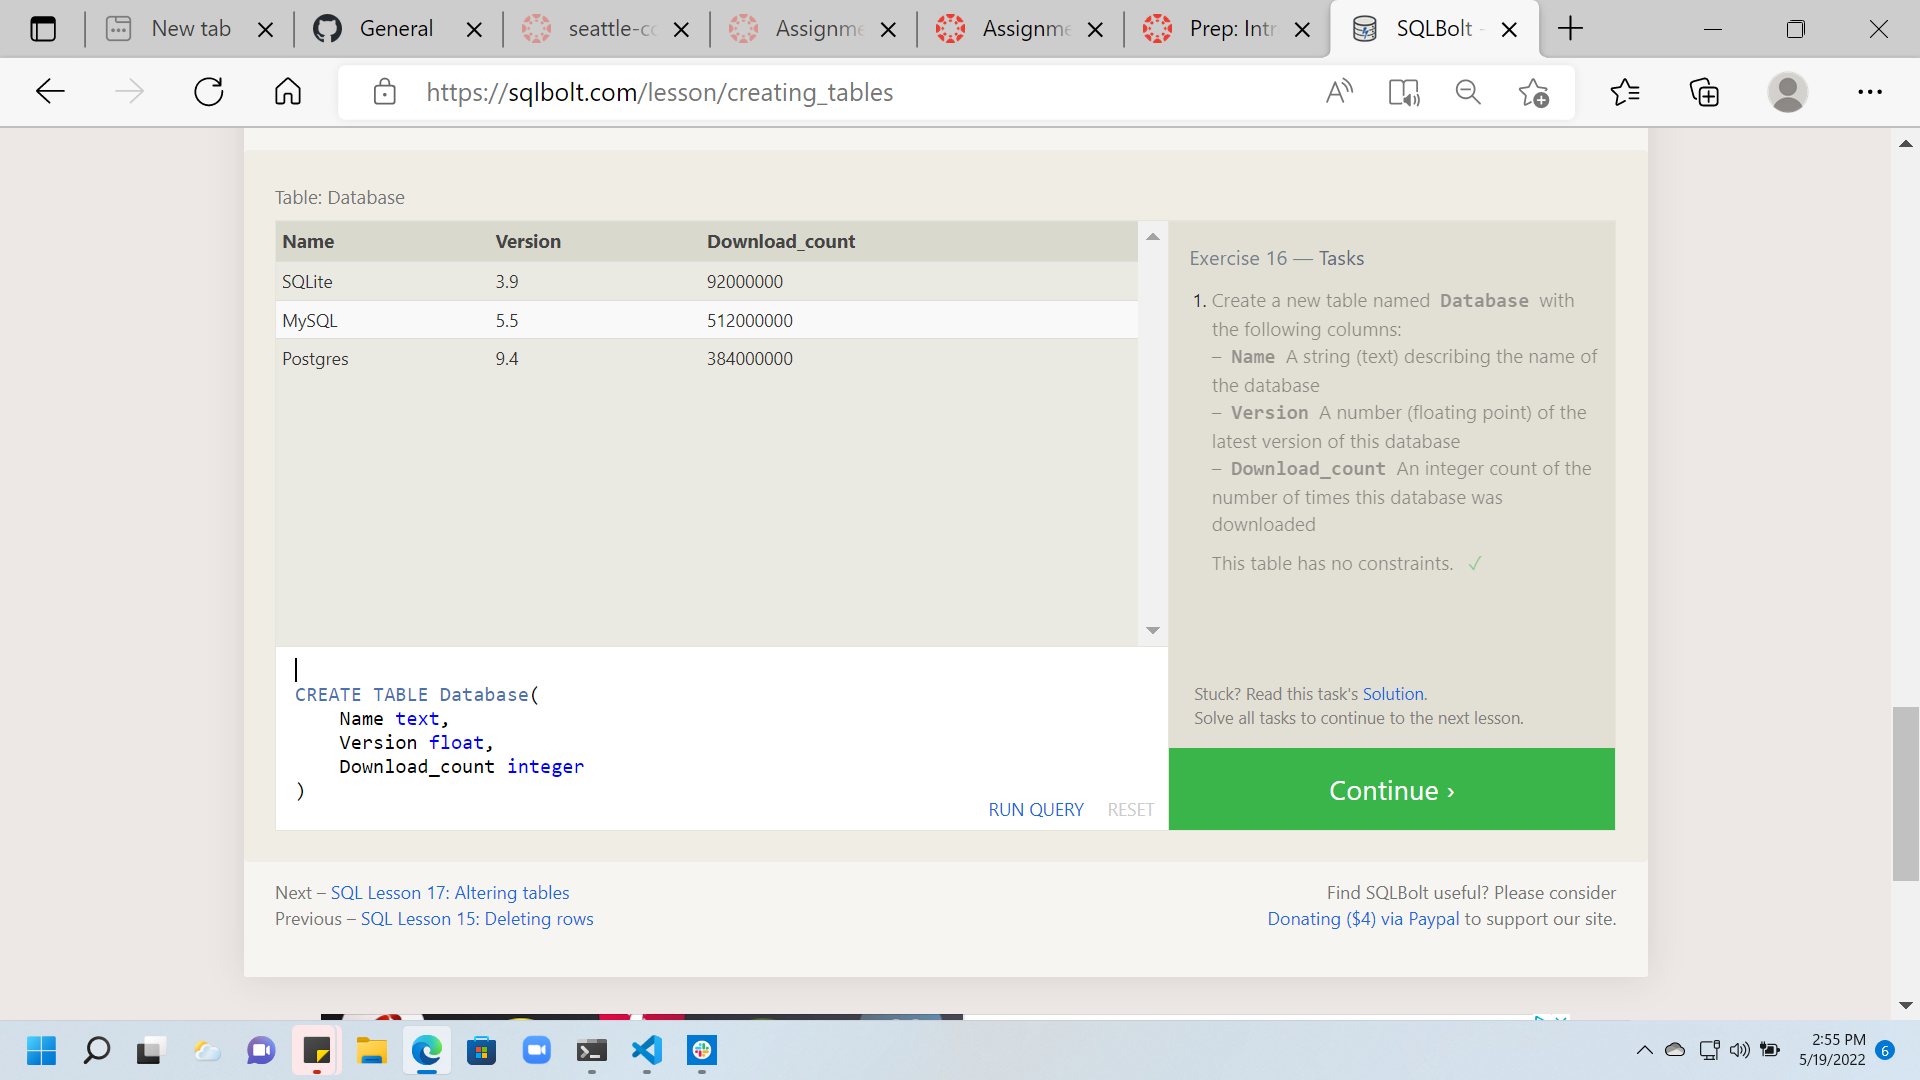 New tab
General
seattle-co
Assignme
Assignme
Prep: Intr
SQLBolt -
https://sqlbolt.com/lesson/creating_tables
Table: Database
Name Version Download_count
SQLite 3.9 92000000
MySQL 5.5 512000000
Postgres 9.4 384000000
Exercise 16 — Tasks
1. Create a new table named Database with
the following columns:
– Name A string (text) describing the name of
the database
– Version A number (floating point) of the
latest version of this database
– Download_count An integer count of the
number of times this database was
downloaded
This table has no constraints. ✓
CREATE TABLE Database(
Name text,
Version float,
Download_count integer
)
RUN QUERY RESET
Stuck? Read this task's Solution.
Solve all tasks to continue to the next lesson.
Continue ›
Next – SQL Lesson 17: Altering tables
Previous – SQL Lesson 15: Deleting rows
Find SQLBolt useful? Please consider
Donating ($4) via Paypal to support our site.
2:55 PM
5/19/2022
6